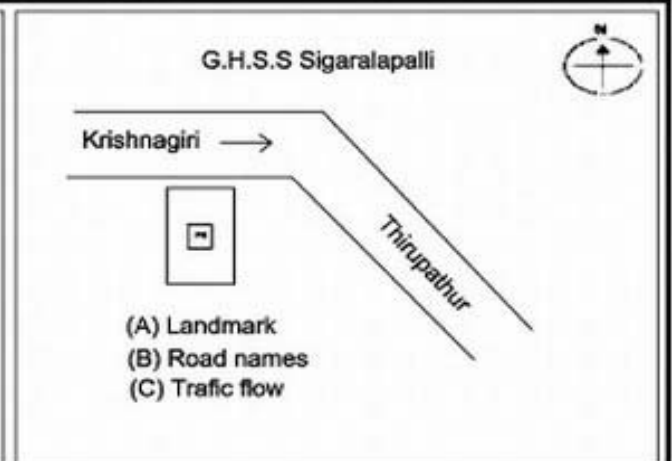 N
G.H.S.S Sigaralapalli
Krishnagiri
Thirupathur
(A) Landmark
(B) Road names
(C) Trafic flow